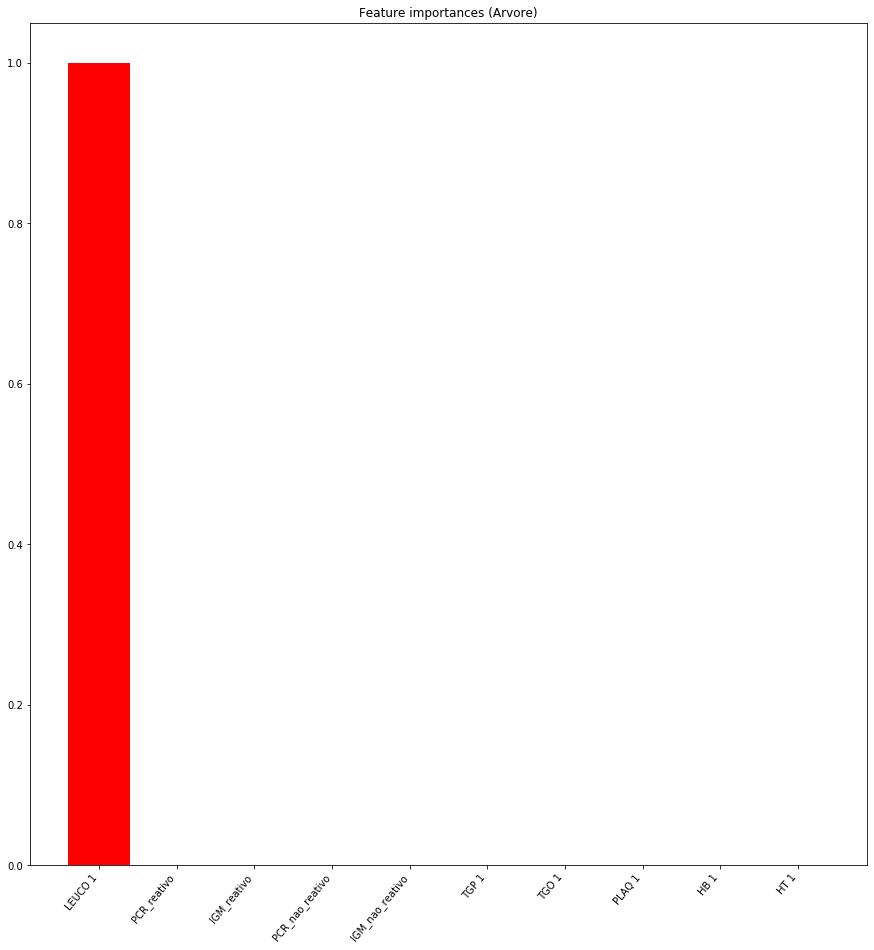 Feature importances (Arvore)
1.0
0.8
0.6
0.4
0.2
0.0
LEUCO 1
PCR_reativo
IGM_reativo
PCR_nao_reativo
IGM_nao_reativo
TGP 1
TGO 1
PLAQ 1
HB 1
HT 1